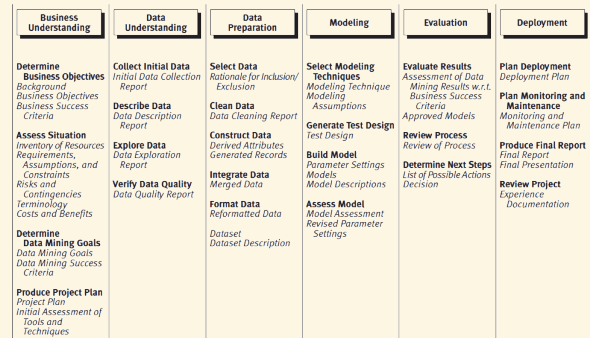 Business
Understanding
Data
Understanding
Data
Preparation
Modeling
Evaluation
Deployment
Determine
Business Objectives
Background
Business Objectives
Business Success
Criteria
Assess Situation
Inventory of Resources
Requirements,
Assumptions, and
Constraints
Risks and
Contingencies
Terminology
Costs and Benefits
Determine
Data Mining Goals
Data Mining Goals
Data Mining Success
Criteria
Produce Project Plan
Project Plan
Initial Assessment of
Tools and
Techniques
Collect Initial Data
Initial Data Collection
Report
Describe Data
Data Description
Report
Explore Data
Data Exploration
Report
Verify Data Quality
Data Quality Report
Select Data
Rationale for Inclusion/
Exclusion
Clean Data
Data Cleaning Report
Construct Data
Derived Attributes
Generated Records
Integrate Data
Merged Data
Format Data
Reformatted Data
Dataset
Dataset Description
Select Modeling
Techniques
Modeling Technique
Modeling
Assumptions
Generate Test Design
Test Design
Build Model
Parameter Settings
Models
Model Descriptions
Assess Model
Model Assessment
Revised Parameter
Settings
Evaluate Results
Assessment of Data
Mining Results w.r.t.
Business Success
Criteria
Approved Models
Review Process
Review of Process
Determine Next Steps
List of Possible Actions
Decision
Plan Deployment
Deployment Plan
Plan Monitoring and
Maintenance
Monitoring and
Maintenance Plan
Produce Final Report
Final Report
Final Presentation
Review Project
Experience
Documentation